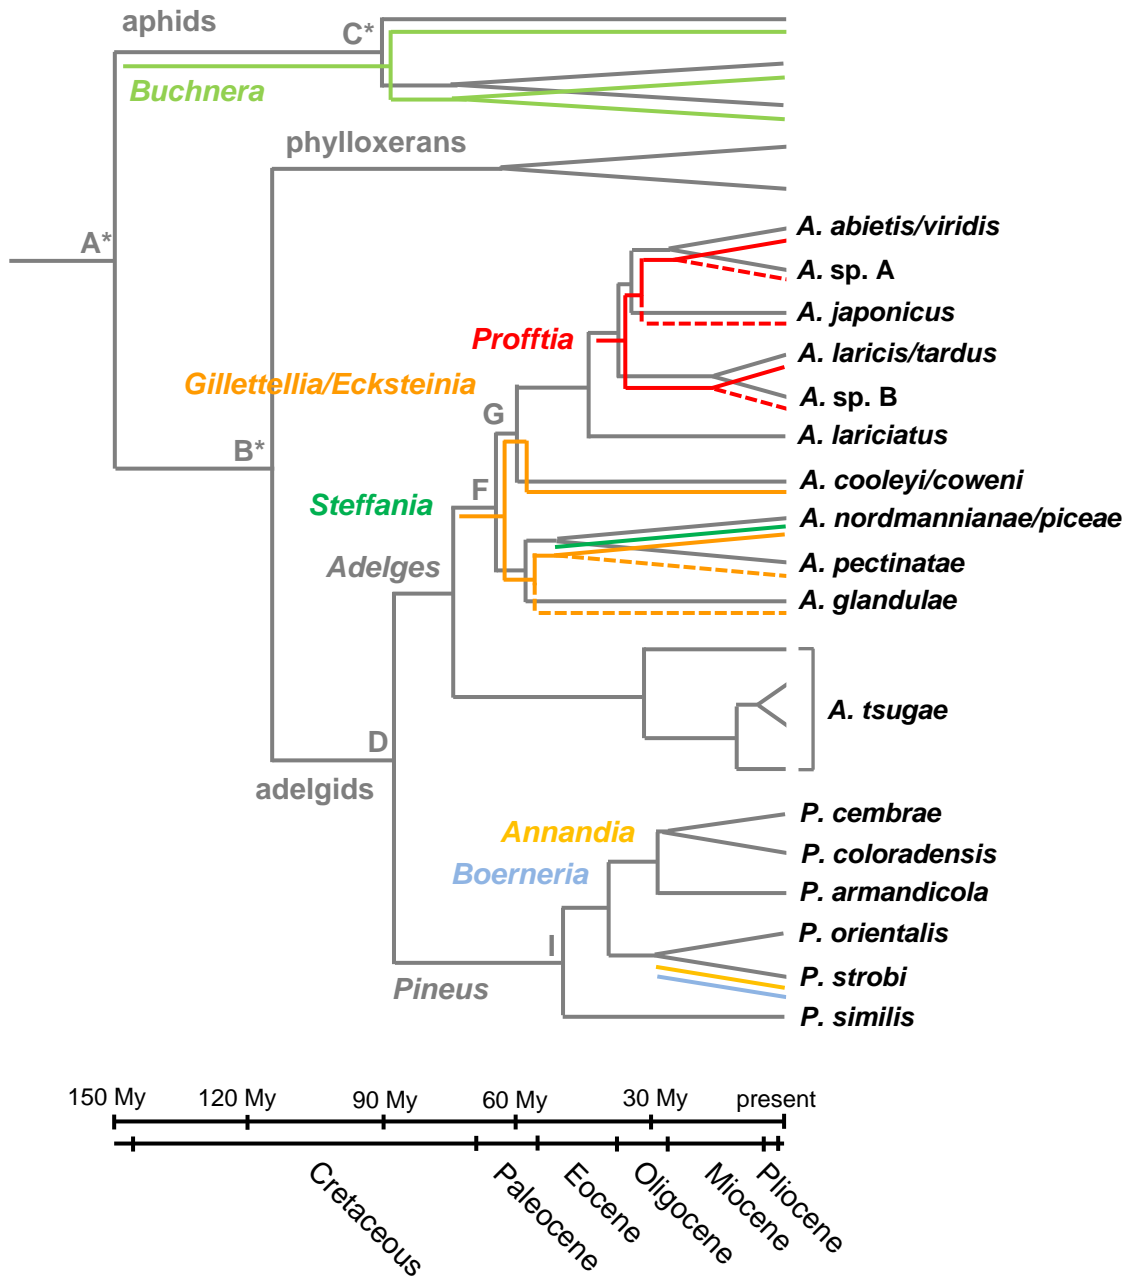 aphids
C*
Buchnera
phylloxerans
A. abietis/viridis
A*
A. sp. A
A. japonicus
Profftia
A. laricis/tardus
Gillettellia/Ecksteinia
A. sp. B
G
A. lariciatus
B*
A. cooleyi/coweni
F
Steffania
A. nordmannianae/piceae
Adelges
A. pectinatae
A. glandulae
A. tsugae
D
adelgids
P. cembrae
Annandia
P. coloradensis
Boerneria
P. armandicola
P. orientalis
I
P. strobi
Pineus
P. similis
150 My 120 My 90 My 60 My 30 My present
Cretaceous Paleocene Eocene Oligocene Miocene Pliocene